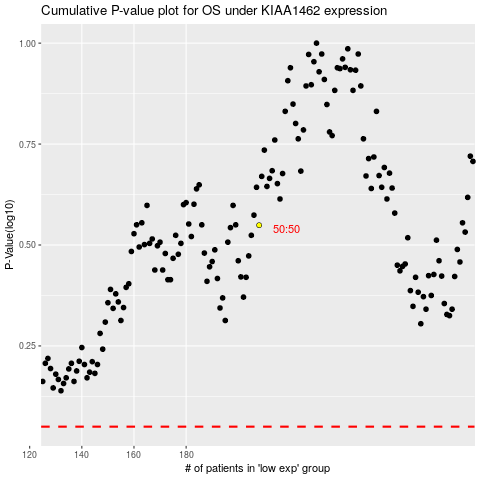 Cumulative P-value plot for OS under KIAA1462 expression
P-Value(log10)
1.00
0.75
0.50
0.25
50:50
120 140 160 180
# of patients in 'low exp' group